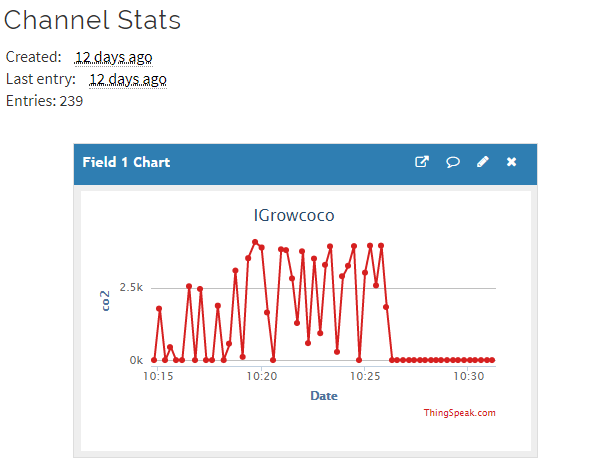 Channel Stats
Created: 12 days ago
Last entry: 12 days ago
Entries: 239
Field 1 Chart
IGrowcoco
co2
2.5k
0k
10:15 10:20 10:25 10:30
Date
ThingSpeak.com